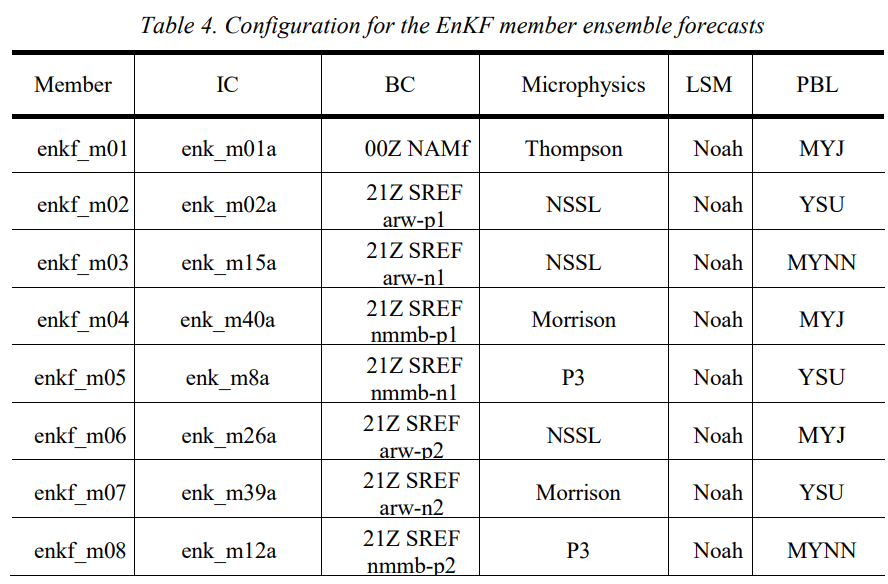 Table 4. Configuration for the EnKF member ensemble forecasts
Member IC BC Microphysics LSM PBL
enkf_m01 enk_m01a 00Z NAMf Thompson Noah MYJ
enkf_m02 enk_m02a 21Z SREF arw-p1 NSSL Noah YSU
enkf_m03 enk_m15a 21Z SREF arw-n1 NSSL Noah MYNN
enkf_m04 enk_m40a 21Z SREF nmmb-p1 Morrison Noah MYJ
enkf_m05 enk_m8a 21Z SREF nmmb-n1 P3 Noah YSU
enkf_m06 enk_m26a 21Z SREF arw-p2 NSSL Noah MYJ
enkf_m07 enk_m39a 21Z SREF arw-n2 Morrison Noah YSU
enkf_m08 enk_m12a 21Z SREF nmmb-p2 P3 Noah MYNN